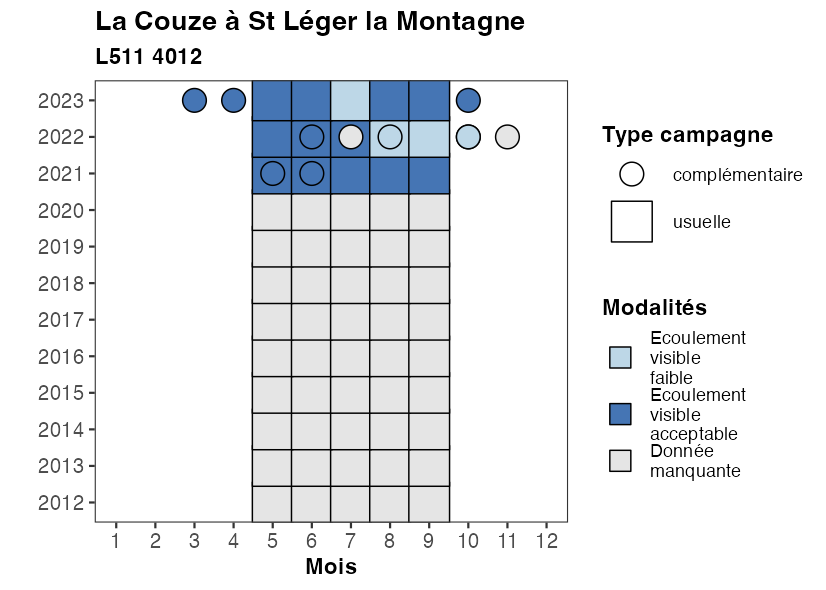 La Couze à St Léger la Montagne
L511 4012
2023
2022
2021
2020
2019
2018
2017
2016
2015
2014
2013
2012
1 2 3 4 5 6 7 8 9 10 11 12
Mois
Type campagne
complémentaire
usuelle
Modalités
Ecoulement
visible
faible
Ecoulement
visible
acceptable
Donnée
manquante